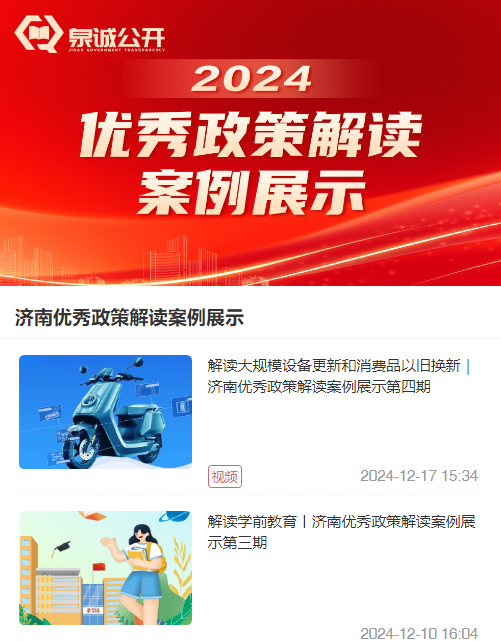 泉诚公开
JINAN GOVERNMENT TRANSPARENCY
2024
优秀政策解读
案例展示
济南优秀政策解读案例展示
解读大规模设备更新和消费品以旧换新｜
济南优秀政策解读案例展示第四期
视频
2024-12-17 15:34
解读学前教育丨济南优秀政策解读案例展
示第三期
2024-12-10 16:04